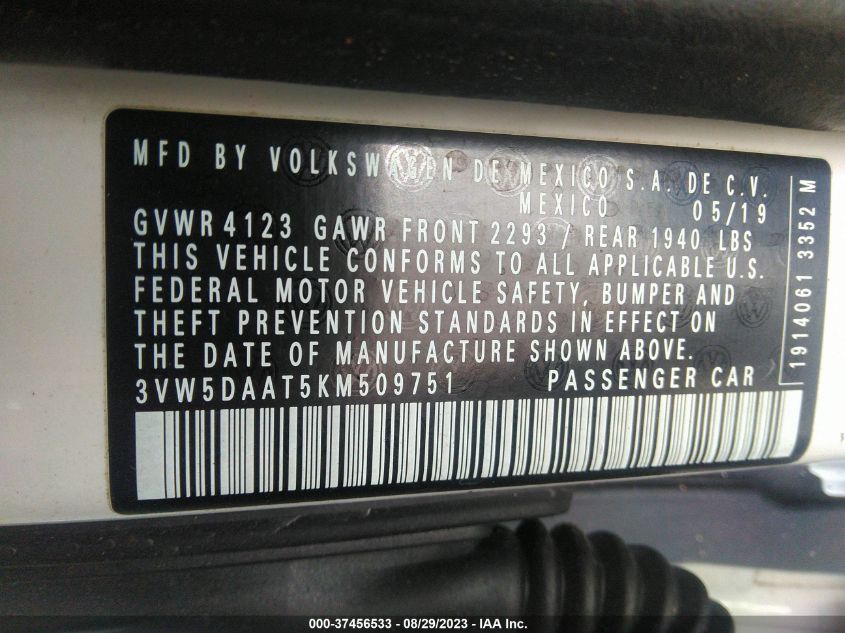 MFD BY VOLKSWAGEN DE MEXICO S.A. DE C.V.
MEXICO 05/19
GVWR 4123 GAWR FRONT 2293 / REAR 1940 LBS
THIS VEHICLE CONFORMS TO ALL APPLICABLE U.S.
FEDERAL MOTOR VEHICLE SAFETY, BUMPER AND
THEFT PREVENTION STANDARDS IN EFFECT ON
THE DATE OF MANUFACTURE SHOWN ABOVE.
3VW5DAAT5KM509751 PASSENGER CAR
1914061 3352 M
000-37456533 - 08/29/2023 - IAA Inc.